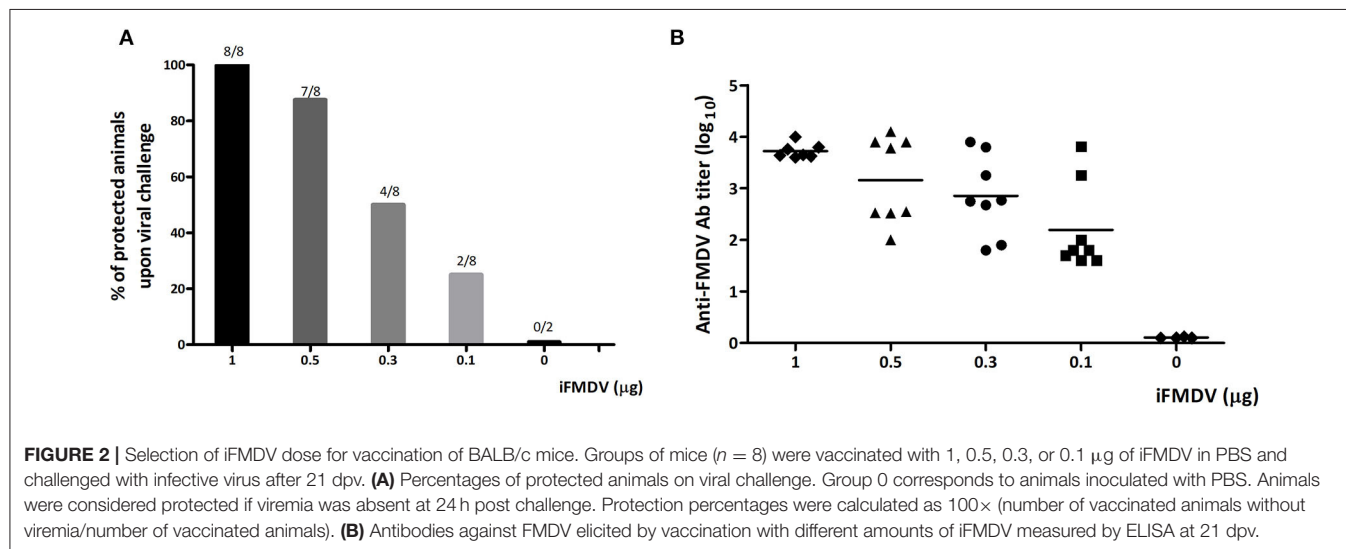 A
8/8
7/8
4/8
2/8
0/2
% of protected animals
upon viral challenge
100
80
60
40
20
0
1
0.5
0.3
0.1
0
iFMDV (μg)
B
Anti-FMDV Ab titer (log10)
5
4
3
2
1
0
1
0.5
0.3
0.1
0
iFMDV (μg)
FIGURE 2 | Selection of iFMDV dose for vaccination of BALB/c mice. Groups of mice (n = 8) were vaccinated with 1, 0.5, 0.3, or 0.1 μg of iFMDV in PBS and
challenged with infective virus after 21 dpv. (A) Percentages of protected animals on viral challenge. Group 0 corresponds to animals inoculated with PBS. Animals
were considered protected if viremia was absent at 24 h post challenge. Protection percentages were calculated as 100× (number of vaccinated animals without
viremia/number of vaccinated animals). (B) Antibodies against FMDV elicited by vaccination with different amounts of iFMDV measured by ELISA at 21 dpv.